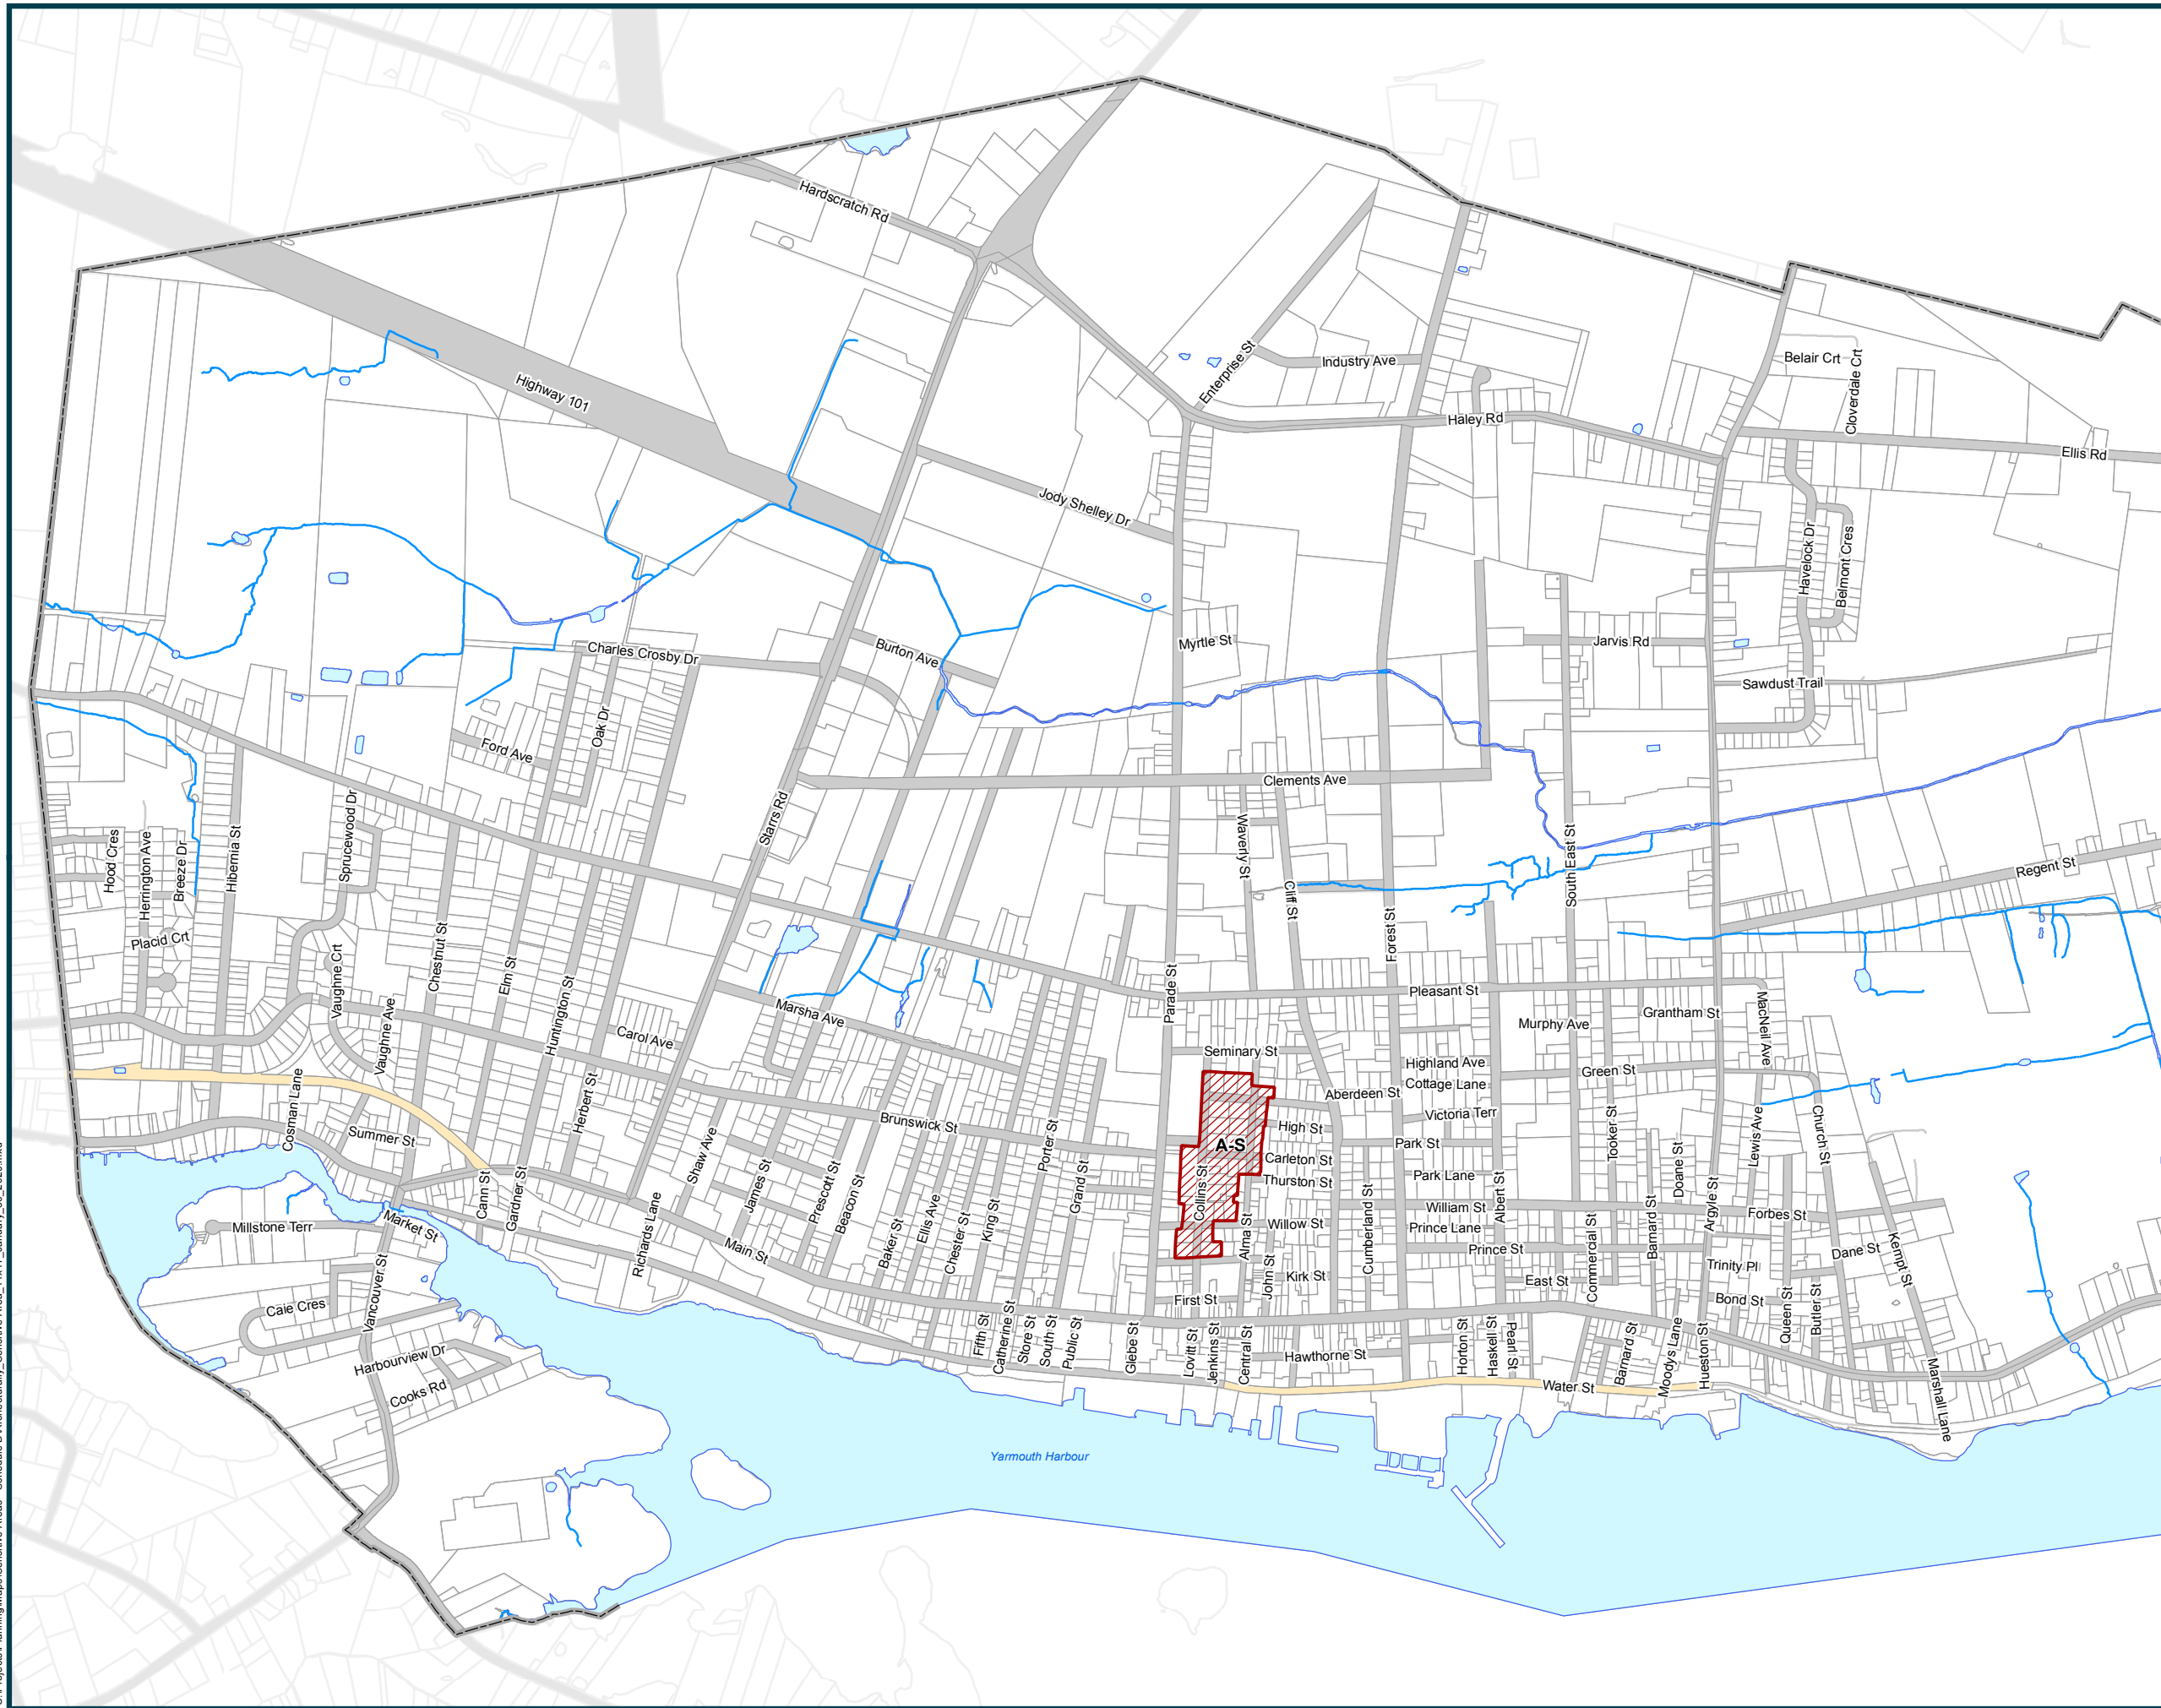 Hardscratch Rd
Highway 101
Enterprise St
Industry Ave
Belair Crt
Cloverdale Crt
Haley Rd
Ellis Rd
Jody Shelley Dr
Havelock Dr
Belmont Cres
Charles Crosby Dr
Burton Ave
Myrtle St
Jarvis Rd
Sawdust Trail
Ford Ave
Oak Dr
Starrs Rd
Clements Ave
Hood Cres
Herrington Ave
Breeze Dr
Hibernia St
Sprucewood Dr
Waverly St
Cliff St
South East St
Regent St
Placid Crt
Vaughne Crt
Chestnut St
Elm St
Huntington St
Vaughne Ave
Forest St
Parade St
Pleasant St
Marsha Ave
Carol Ave
Murphy Ave
Grantham St
MacNeil Ave
Seminary St
Highland Ave
Green St
Cottage Lane
Aberdeen St
Victoria Terr
Cosman Lane
Summer St
Herbert St
Brunswick St
Porter St
High St
A-S
Park St
Tooker St
Lewis Ave
Church St
Carleton St
Thurston St
Park Lane
Doane St
Shaw Ave
James St
Prescott St
Beacon St
Grand St
Collins St
Cumberland St
Albert St
William St
Argyle St
Forbes St
Cann St
Gardner St
Millstone Terr
Market St
Richards Lane
Main St
Baker St
Ellis Ave
Chester St
King St
Alma St
Willow St
Prince Lane
Prince St
Commercial St
Barnard St
Dane St
Kempt St
Trinity Pl
Vancouver St
Caie Cres
John St
Kirk St
East St
First St
Bond St
Queen St
Butler St
Harbourview Dr
Cooks Rd
Fifth St
Catherine St
Store St
South St
Public St
Glebe St
Lovitt St
Jenkins St
Central St
Hawthorne St
Horton St
Haskell St
Pearl St
Water St
Barnard St
Moodys Lane
Hueston St
Marshall Lane
Yarmouth Harbour